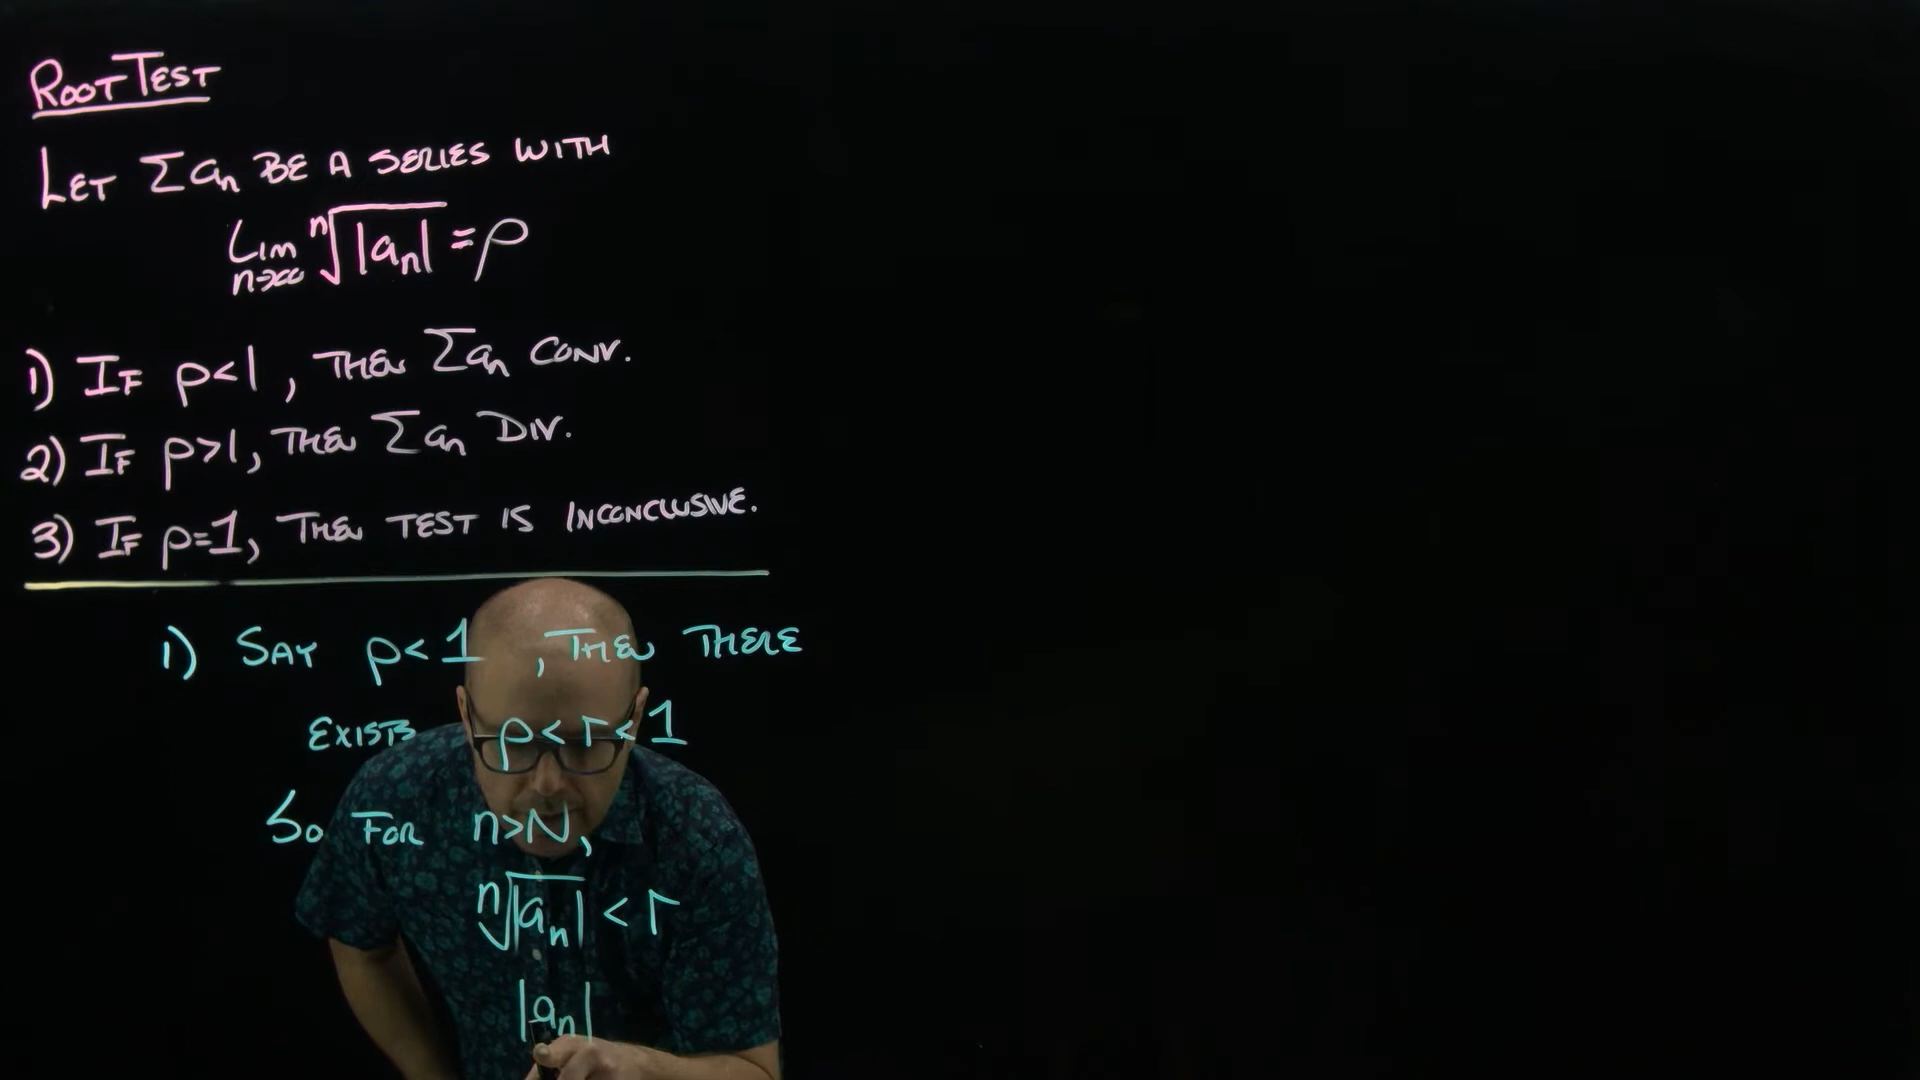 ROOT TEST
LET Σ aₙ BE A SERIES WITH
Lim n→∞ ⁿ√|aₙ| = ρ
1) IF ρ<1, THEN Σaₙ CONV.
2) IF ρ>1, THEN Σaₙ DIV.
3) IF ρ=1, THEN TEST IS INCONCLUSIVE.
1) SAY ρ<1, THEN THERE
EXISTS ρ<r<1
SO FOR n>N,
ⁿ√|aₙ| < r
|aₙ|